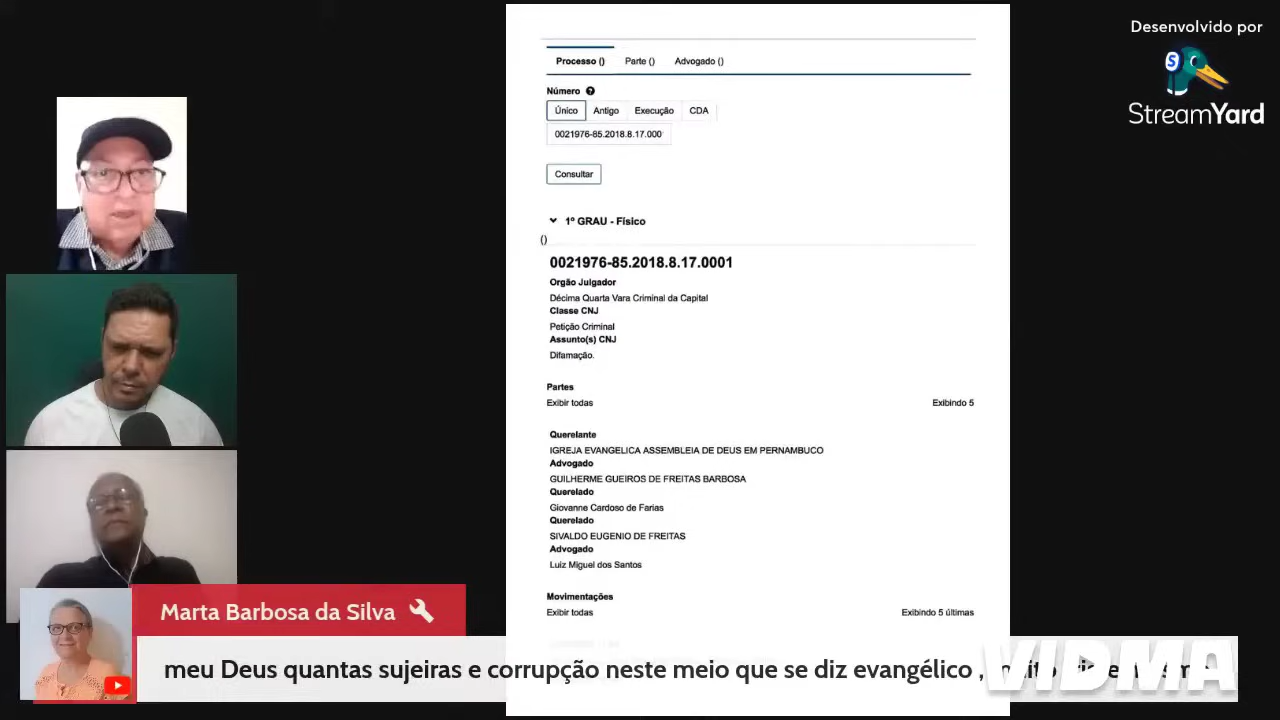 Desenvolvido por
StreamYard
Processo () Parte () Advogado ()
Número
Único Antigo Execução CDA
0021976-85.2018.8.17.000
Consultar
1º GRAU - Físico
()
0021976-85.2018.8.17.0001
Orgão Julgador
Décima Quarta Vara Criminal da Capital
Classe CNJ
Petição Criminal
Assunto(s) CNJ
Difamação.
Partes
Exibir todas Exibindo 5
Querelante
IGREJA EVANGELICA ASSEMBLEIA DE DEUS EM PERNAMBUCO
Advogado
GUILHERME GUEIROS DE FREITAS BARBOSA
Querelado
Giovanne Cardoso de Farias
Querelado
SIVALDO EUGENIO DE FREITAS
Advogado
Luiz Miguel dos Santos
Movimentações
Exibir todas Exibindo 5 últimas
Marta Barbosa da Silva
meu Deus quantas sujeiras e corrupção neste meio que se diz evangélico ,
VIDMA